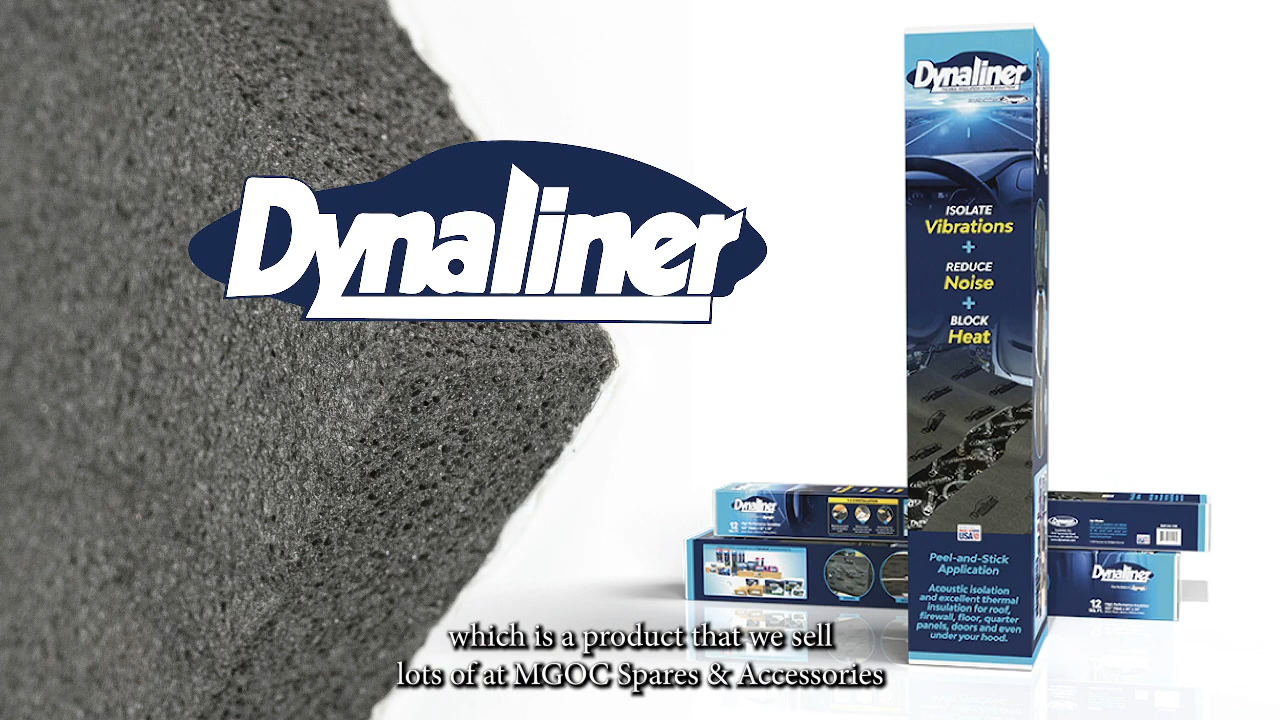 Dynaliner
Dynaliner
ISOLATE
Vibrations
+
REDUCE
Noise
+
BLOCK
Heat
USA
Peel-and-Stick
Application
Acoustic isolation
and excellent thermal
insulation for roof,
firewall, floor, quarter
panels, doors and even
under your hood.
Dynaliner
12
Dynaliner
12
which is a product that we sell
lots of at MGOC Spares & Accessories